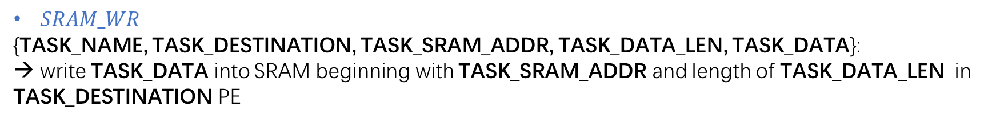 • SRAM_WR
{TASK_NAME, TASK_DESTINATION, TASK_SRAM_ADDR, TASK_DATA_LEN, TASK_DATA}:
→ write TASK_DATA into SRAM beginning with TASK_SRAM_ADDR and length of TASK_DATA_LEN in
TASK_DESTINATION PE